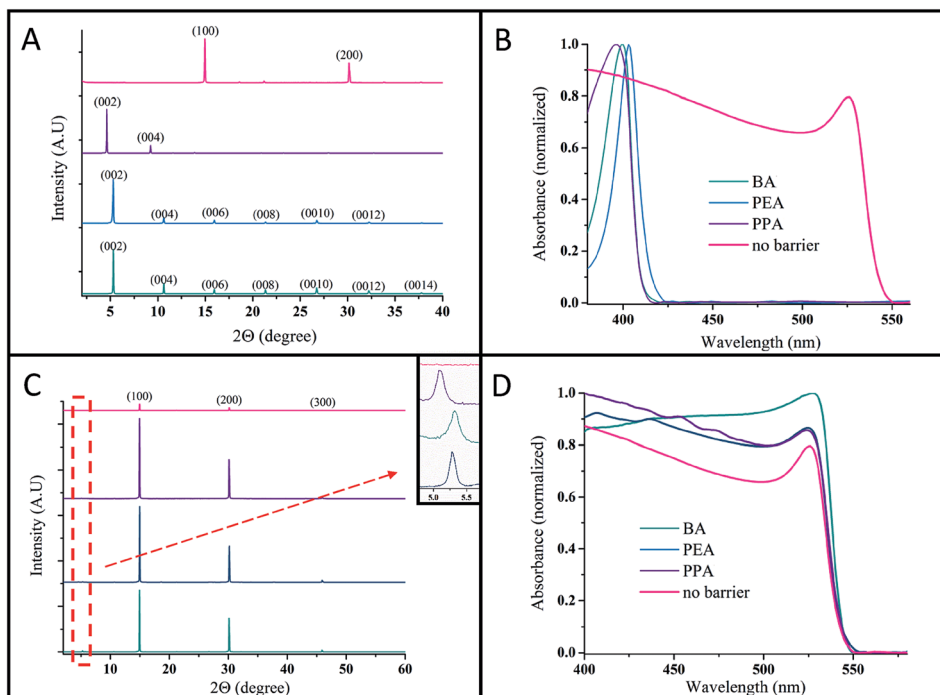 A
(100)
(200)
(002)
(004)
(002)
(004)
(006)
(008)
(0010)
(0012)
(002)
(004)
(006)
(008)
(0010)
(0012)
(0014)
Intensity (A.U)
5 10 15 20 25 30 35 40
2Θ (degree)
B
1.0
0.8
0.6
0.4
0.2
0.0
Absorbance (normalized)
BA
PEA
PPA
no barrier
400 450 500 550
Wavelength (nm)
C
(100)
(200)
(300)
5.0 5.5
Intensity (A.U)
10 20 30 40 50 60
2Θ (degree)
D
1.0
0.8
0.6
0.4
0.2
0.0
Absorbance (normalized)
BA
PEA
PPA
no barrier
400 450 500 550
Wavelength (nm)